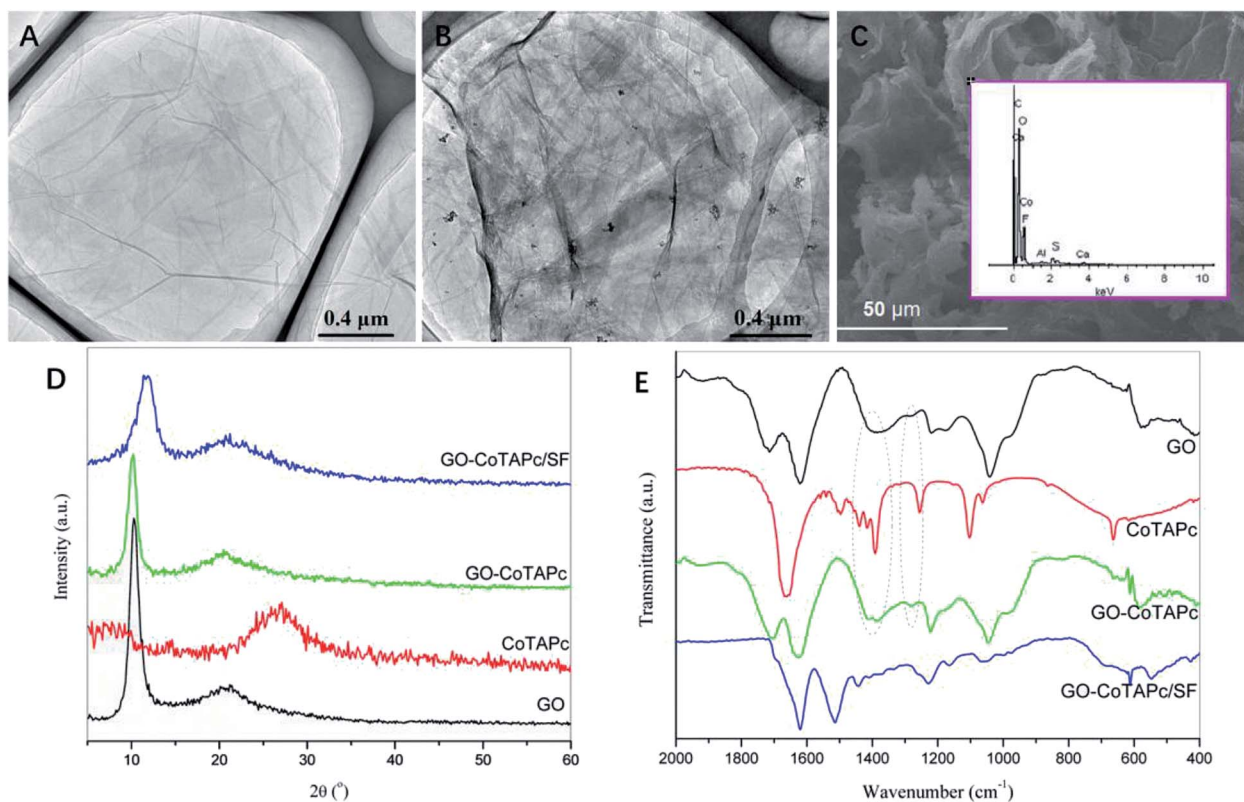 A
0.4 µm
B
0.4 µm
C
C
O
Ca
Co
F
Al
S
Ca
0 2 4 6 8 10
keV
50 µm
D
GO-CoTAPc/SF
GO-CoTAPc
CoTAPc
GO
Intensity (a.u.)
10 20 30 40 50 60
2θ (°)
E
GO
CoTAPc
GO-CoTAPc
GO-CoTAPc/SF
Transmittance (a.u.)
2000 1800 1600 1400 1200 1000 800 600 400
Wavenumber (cm⁻¹)